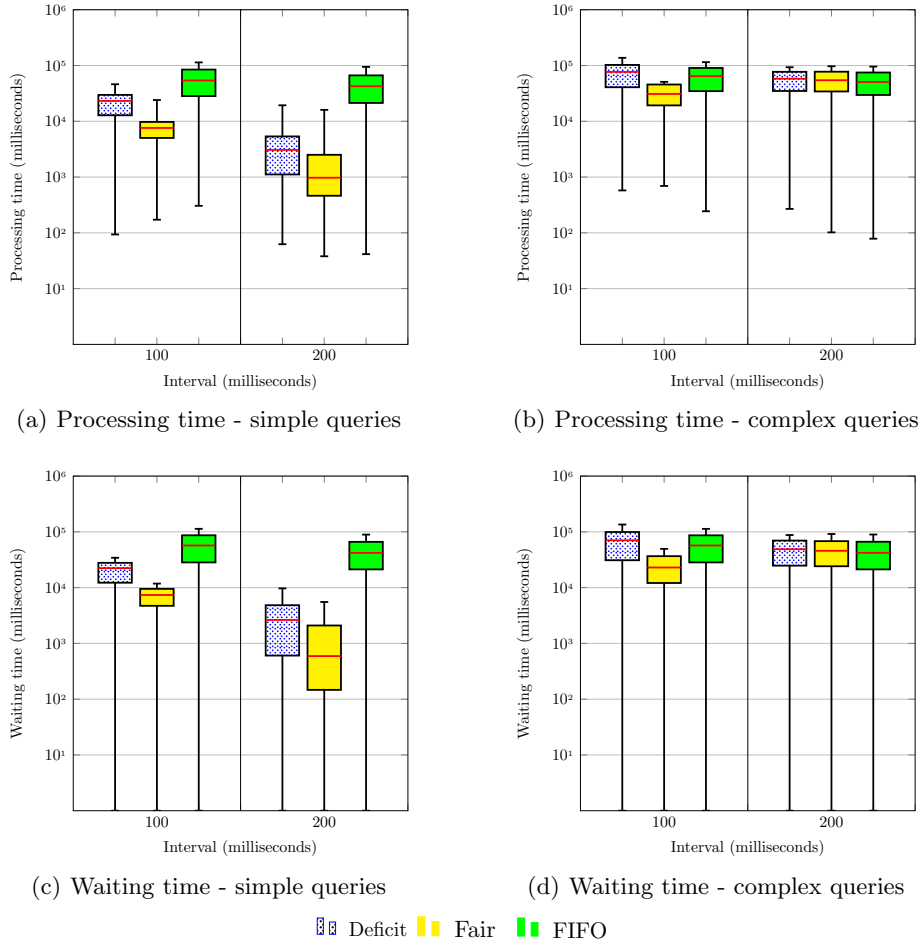 10⁶
10⁵
10⁴
10³
10²
10¹
Processing time (milliseconds)
100 200
Interval (milliseconds)
(a) Processing time - simple queries
10⁶
10⁵
10⁴
10³
10²
10¹
Processing time (milliseconds)
100 200
Interval (milliseconds)
(b) Processing time - complex queries
10⁶
10⁵
10⁴
10³
10²
10¹
Waiting time (milliseconds)
100 200
Interval (milliseconds)
(c) Waiting time - simple queries
10⁶
10⁵
10⁴
10³
10²
10¹
Waiting time (milliseconds)
100 200
Interval (milliseconds)
(d) Waiting time - complex queries
Deficit Fair FIFO